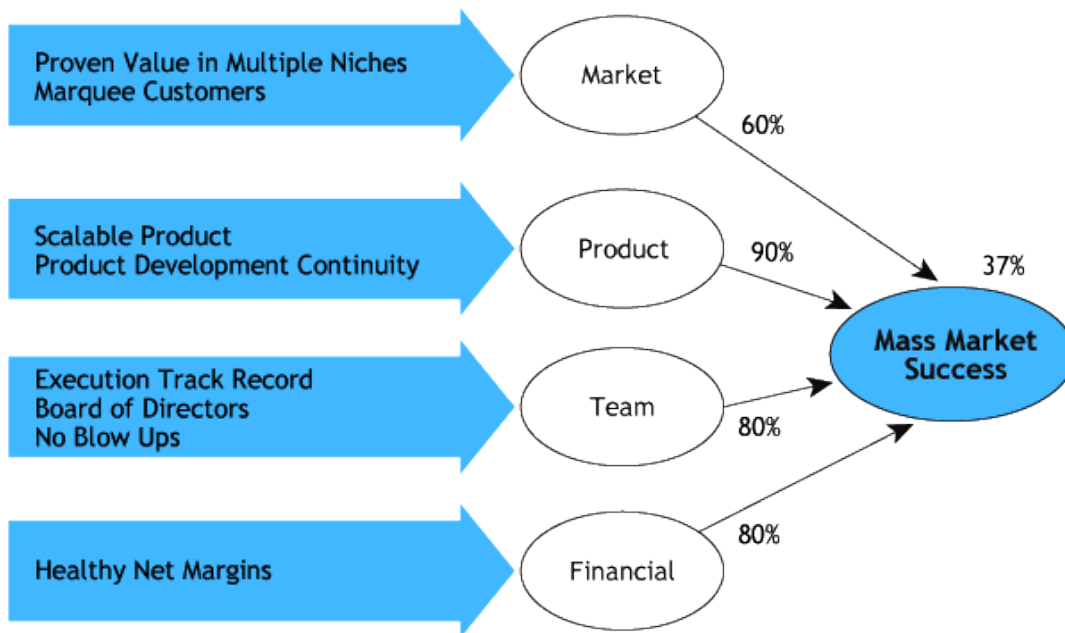 Proven Value in Multiple Niches
Marquee Customers
Market
60%
Scalable Product
Product Development Continuity
Product
90%
37%
Mass Market
Success
Execution Track Record
Board of Directors
No Blow Ups
Team
80%
Healthy Net Margins
Financial
80%